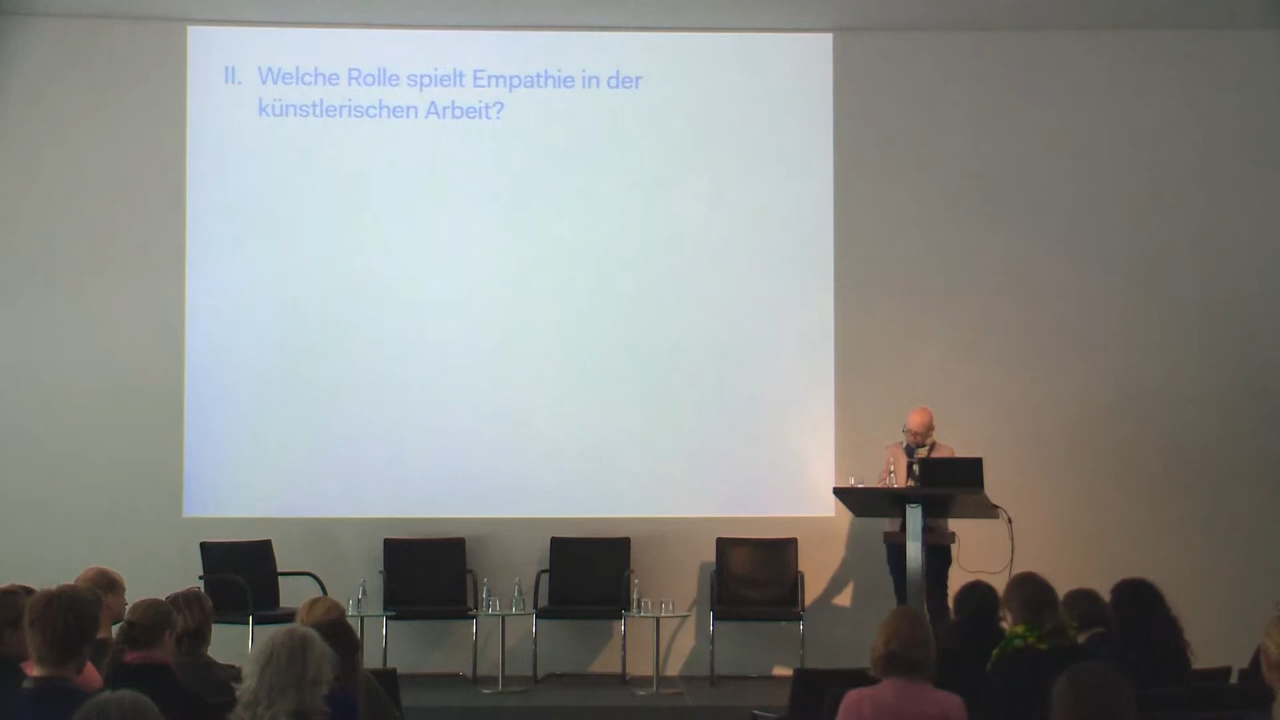 II. Welche Rolle spielt Empathie in der
künstlerischen Arbeit?